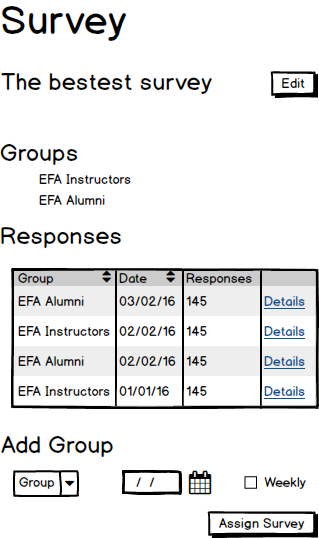 Survey
The bestest survey
Edit
Groups
EFA Instructors
EFA Alumni
Responses
Group Date Responses
EFA Alumni 03/02/16 145 Details
EFA Instructors 02/02/16 145 Details
EFA Alumni 02/02/16 145 Details
EFA Instructors 01/01/16 145 Details
Add Group
Group / / Weekly
Assign Survey